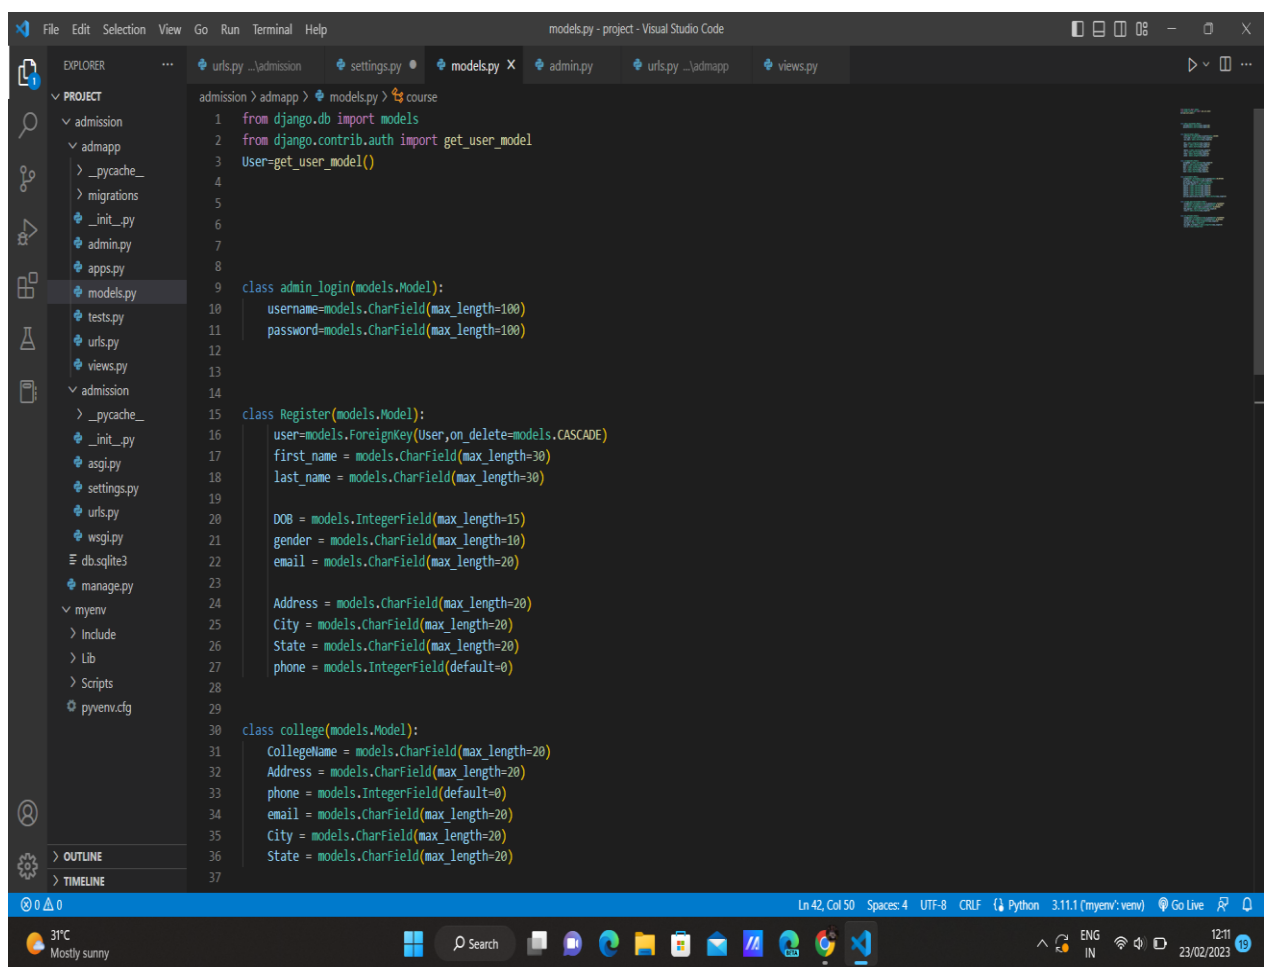 File Edit Selection View Go Run Terminal Help models.py - project - Visual Studio Code
EXPLORER ···
urls.py ...\admission settings.py models.py X admin.py urls.py ...\admapp views.py
PROJECT
admission
admapp
_pycache_
migrations
_init_.py
admin.py
apps.py
models.py
tests.py
urls.py
views.py
admission
_pycache_
_init_.py
asgi.py
settings.py
urls.py
wsgi.py
db.sqlite3
manage.py
myenv
Include
Lib
Scripts
pyvenv.cfg
OUTLINE
TIMELINE
1
admission > admapp > models.py > course
1 from django.db import models
2 from django.contrib.auth import get_user_model
3 User=get_user_model()
4
5
6
7
8
9 class admin_login(models.Model):
10 username=models.CharField(max_length=100)
11 password=models.CharField(max_length=100)
12
13
14
15 class Register(models.Model):
16 user=models.ForeignKey(User,on_delete=models.CASCADE)
17 first_name = models.CharField(max_length=30)
18 last_name = models.CharField(max_length=30)
19
20 DOB = models.IntegerField(max_length=15)
21 gender = models.CharField(max_length=10)
22 email = models.CharField(max_length=20)
23
24 Address = models.CharField(max_length=20)
25 City = models.CharField(max_length=20)
26 State = models.CharField(max_length=20)
27 phone = models.IntegerField(default=0)
28
29
30 class college(models.Model):
31 CollegeName = models.CharField(max_length=20)
32 Address = models.CharField(max_length=20)
33 phone = models.IntegerField(default=0)
34 email = models.CharField(max_length=20)
35 City = models.CharField(max_length=20)
36 State = models.CharField(max_length=20)
37
0 0 Ln 42, Col 50 Spaces: 4 UTF-8 CRLF Python 3.11.1 ('myenv': venv) Go Live
31°C
Mostly sunny
Search
BETA
ENG
IN
12:11
23/02/2023
19